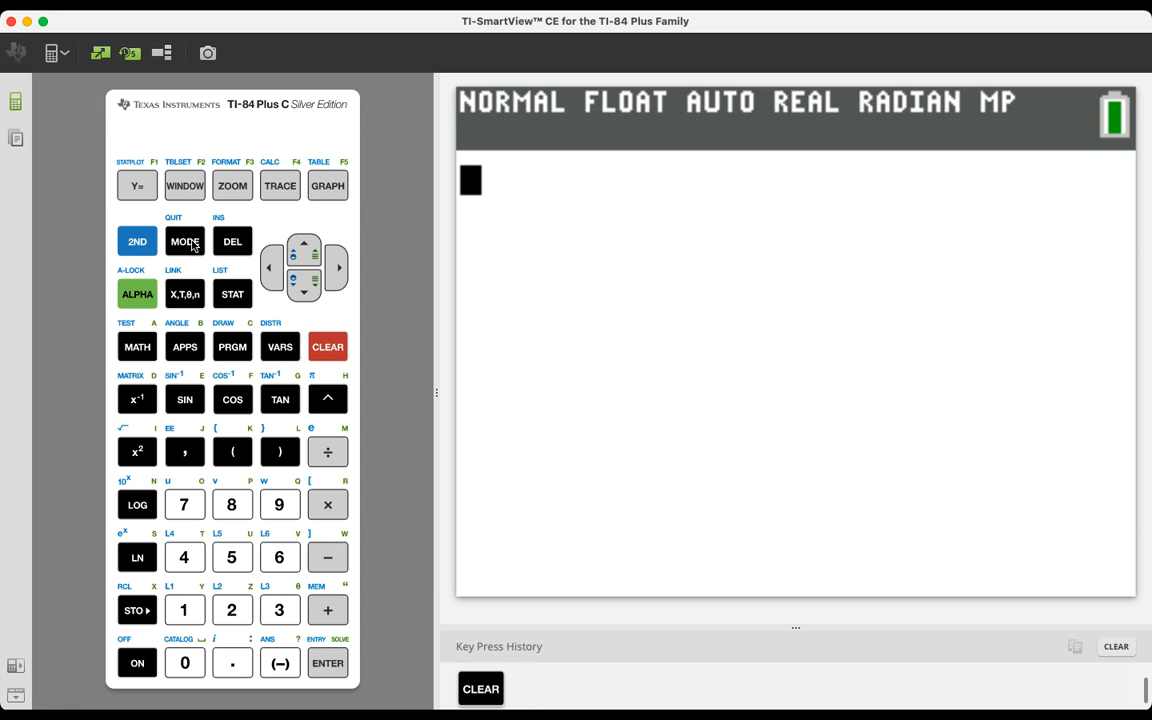 TI-SmartView™ CE for the TI-84 Plus Family
TEXAS INSTRUMENTS TI-84 Plus C Silver Edition
STATPLOT F1 TBLSET F2 FORMAT F3 CALC F4 TABLE F5
Y= WINDOW ZOOM TRACE GRAPH
QUIT INS
2ND MODE DEL
A-LOCK LINK LIST
ALPHA X,T,θ,n STAT
TEST A ANGLE B DRAW C DISTR
MATH APPS PRGM VARS CLEAR
MATRIX D SIN⁻¹ E COS⁻¹ F TAN⁻¹ G π H
x⁻¹ SIN COS TAN ^
√ I EE J { K } L e M
x² , ( ) ÷
10ˣ N u O v P w Q [ R
LOG 7 8 9 ×
eˣ S L4 T L5 U L6 V ] W
LN 4 5 6 −
RCL X L1 Y L2 Z L3 θ MEM “
STO▸ 1 2 3 +
OFF CATALOG ⎵ i : ANS ? ENTRY SOLVE
ON 0 . (−) ENTER
NORMAL FLOAT AUTO REAL RADIAN MP
Key Press History
CLEAR
CLEAR